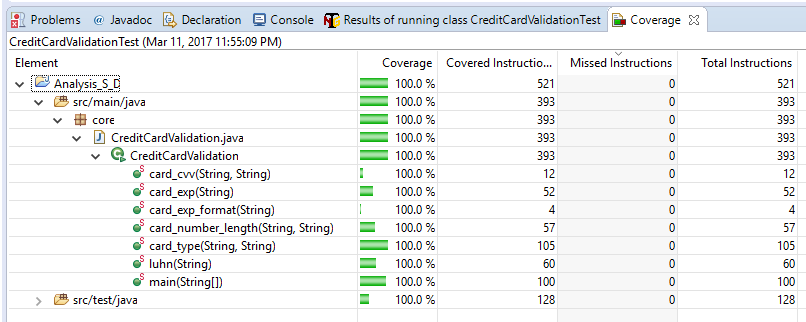 Problems @ Javadoc Declaration Console Results of running class CreditCardValidationTest Coverage
CreditCardValidationTest (Mar 11, 2017 11:55:09 PM)
Element Coverage Covered Instructio... Missed Instructions Total Instructions
Analysis_S_D 100.0 % 521 0 521
src/main/java 100.0 % 393 0 393
core 100.0 % 393 0 393
CreditCardValidation.java 100.0 % 393 0 393
CreditCardValidation 100.0 % 393 0 393
card_cvv(String, String) 100.0 % 12 0 12
card_exp(String) 100.0 % 52 0 52
card_exp_format(String) 100.0 % 4 0 4
card_number_length(String, String) 100.0 % 57 0 57
card_type(String, String) 100.0 % 105 0 105
luhn(String) 100.0 % 60 0 60
main(String[]) 100.0 % 100 0 100
src/test/java 100.0 % 128 0 128